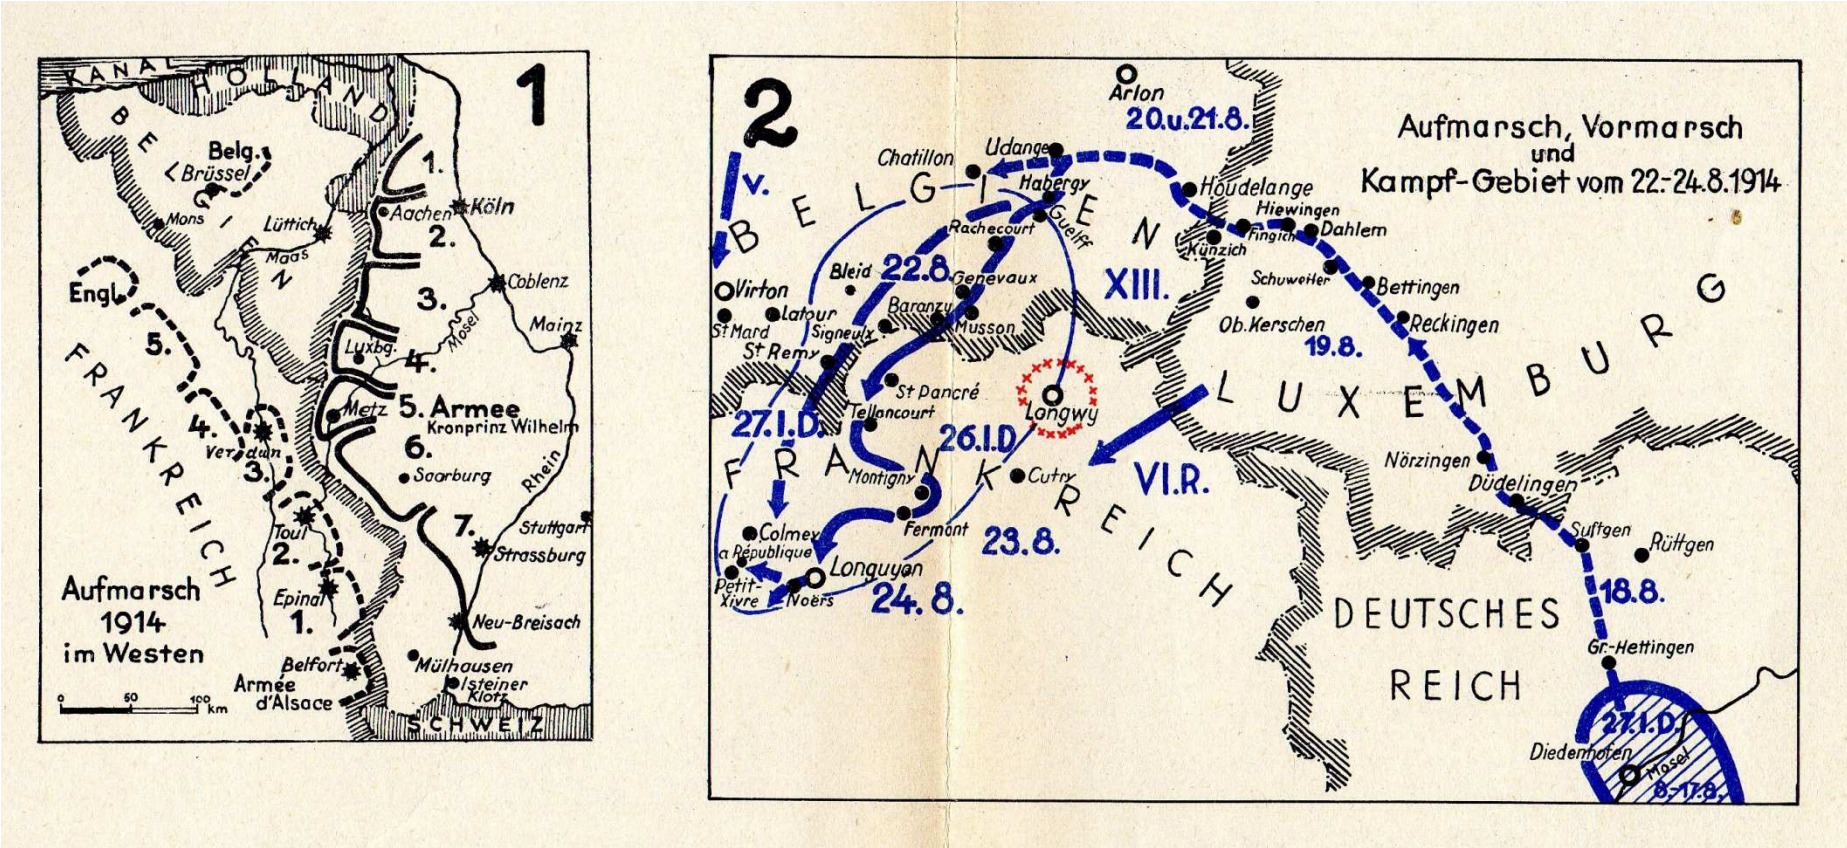 1
KANAL
HOLLAND
BELGIEN
Belg.
Brüssel
Mons
Lüttich
Maas
1.
Aachen
Köln
2.
Coblenz
3.
Mosel
Mainz
Engl.
5.
Luxbg.
4.
FRANKREICH
Metz
5. Armee
Kronprinz Wilhelm
4.
Verdun
3.
6.
Saarburg
Rhein
Toul
2.
7.
Stuttgart
Strassburg
Aufmarsch
1914
im Westen
Epinal
1.
Neu-Breisach
Belfort
Mülhausen
Isteiner
Klotz
Armée
d'Alsace
0 50 100 km
SCHWEIZ
2
Arlon
20.u.21.8.
Aufmarsch, Vormarsch
und
Kampf-Gebiet vom 22.-24.8.1914
V.
Chatillon
Udange
BELGIEN
Habergy
Guelff
Rachecourt
Houdelange
Hiewingen
Fingich
Dahlem
Künzich
Bleid
22.8.
Genevaux
XIII.
Schuweiler
Bettingen
Virton
St Mard
Latour
Baranzy
Signeulx
Musson
Ob. Kerschen
Reckingen
19.8.
St Remy
St Pancré
Longwy
LUXEMBURG
27.I.D.
Tellancourt
26.I.D
FRANKREICH
Montigny
Cutry
VI.R.
Nörzingen
Düdelingen
Colmey
a République
Fermont
23.8.
Suftgen
Rüttgen
Petit-
Xivre
Noërs
Longuyon
24.8.
DEUTSCHES
REICH
18.8.
Gr.-Hettingen
27.I.D.
Diedenhofen
Mosel
8.-17.8.